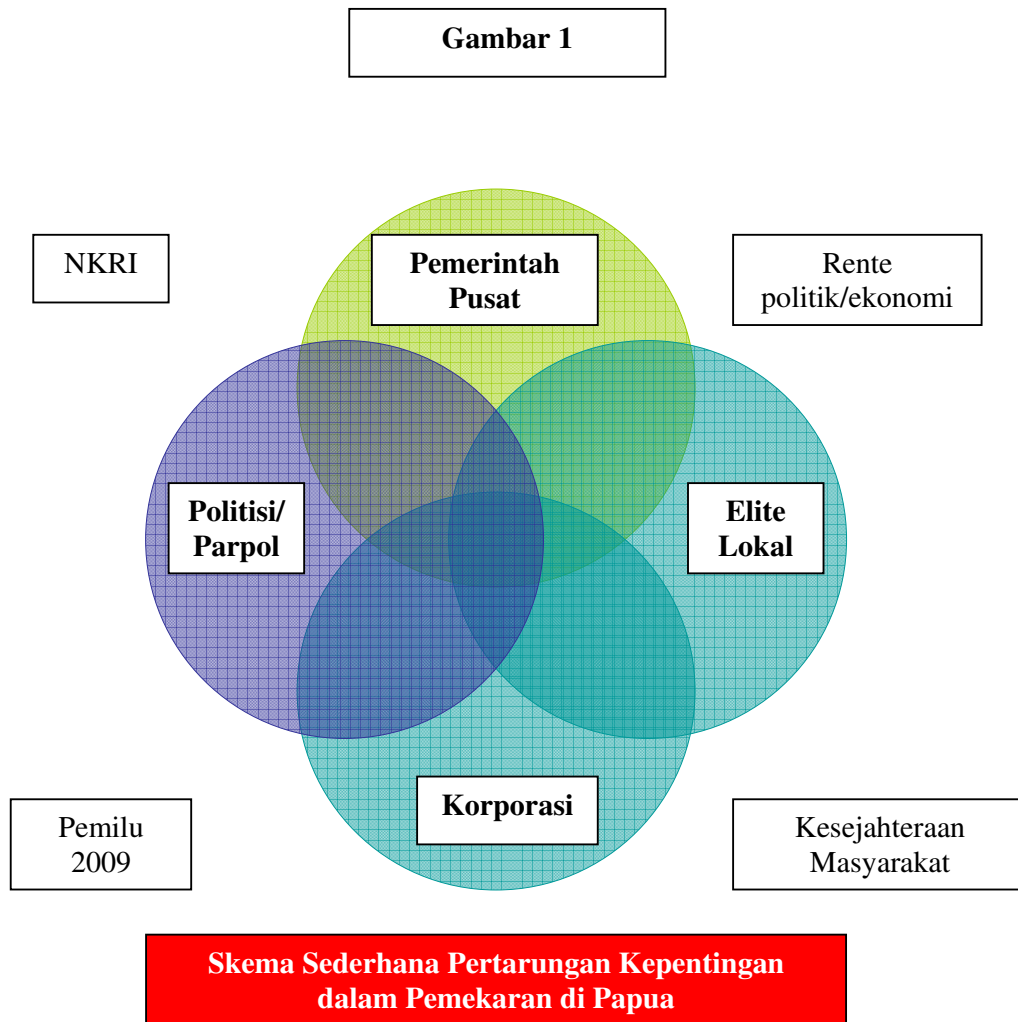 Gambar 1
NKRI
Pemerintah
Pusat
Rente
politik/ekonomi
Politisi/
Parpol
Elite
Lokal
Korporasi
Pemilu
2009
Kesejahteraan
Masyarakat
Skema Sederhana Pertarungan Kepentingan
dalam Pemekaran di Papua